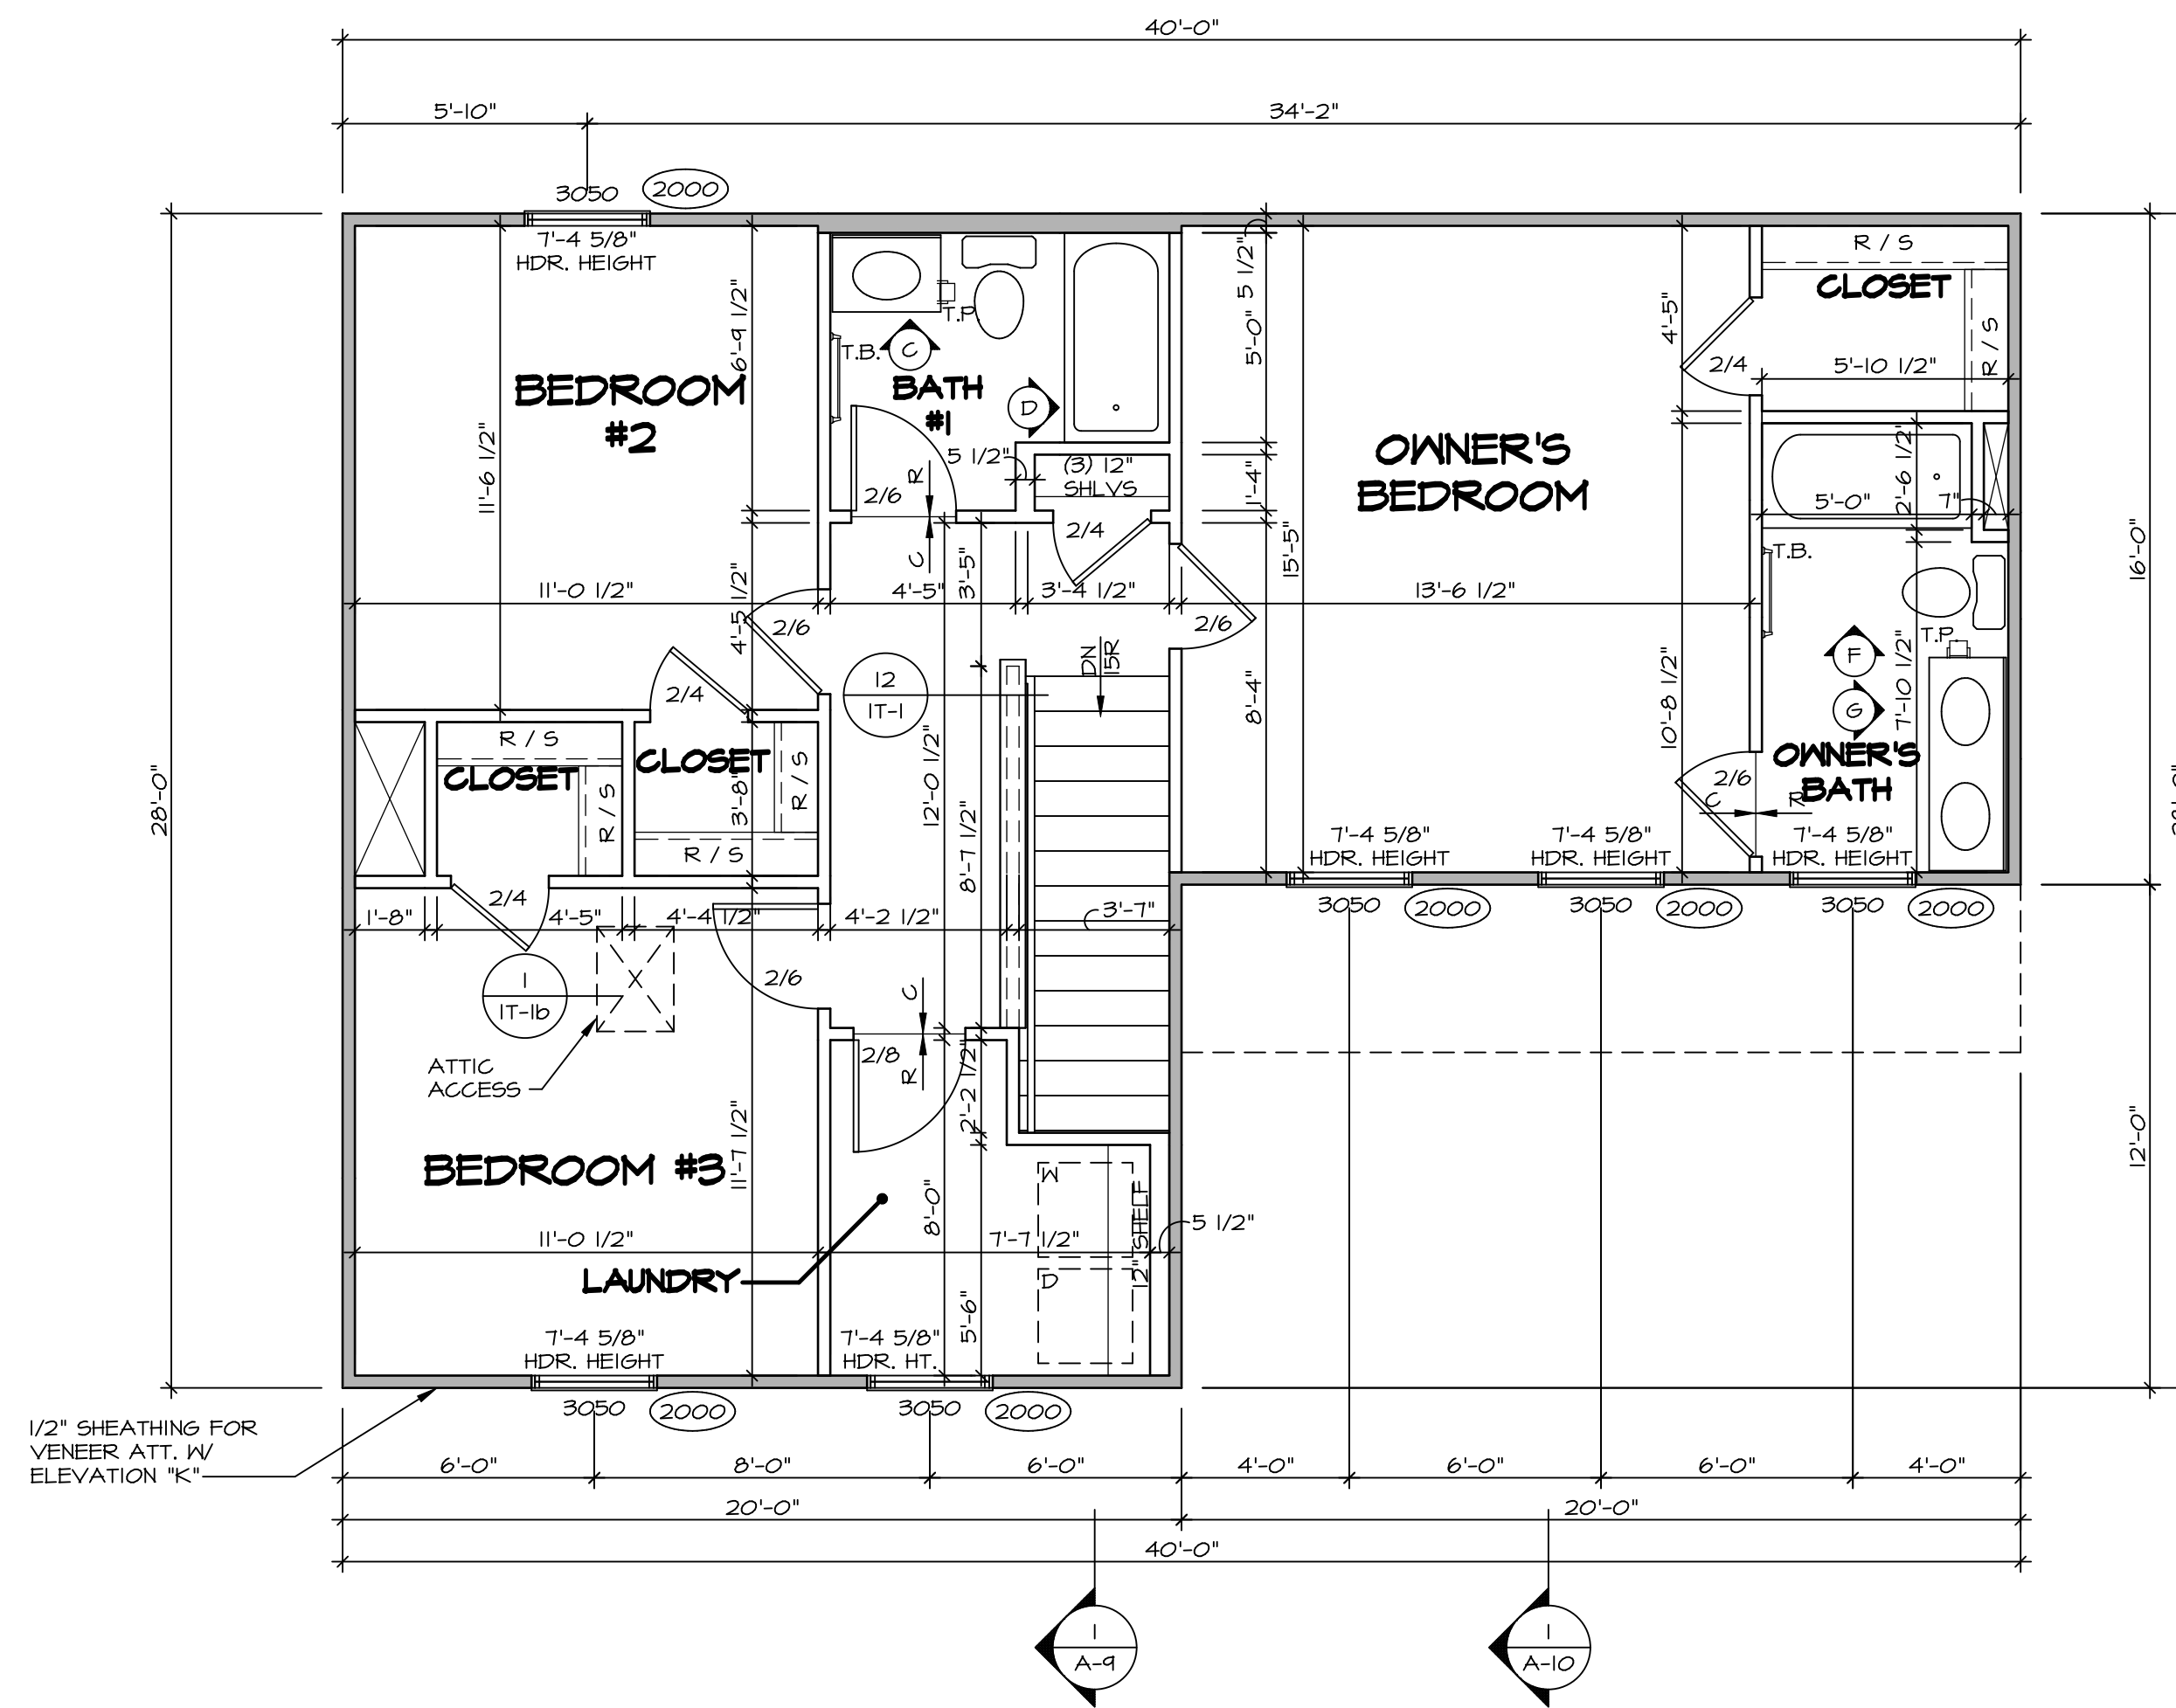 40'-0"
5'-10"
34'-2"
3050
2000
7'-4 5/8"
HDR. HEIGHT
R / S
CLOSET
T.P.
6'-9 1/2"
5 1/2"
5'-0"
4'-5"
R / S
T.B.
C
2/4
5'-10 1/2"
BEDROOM
#2
BATH
#1
D
OWNER'S
BEDROOM
11'-6 1/2"
5 1/2"
(3) 12"
SHLVS
1'-4"
2'-6 1/2"
2/6
R
5'-0"
7"
2/4
C
15'-5"
T.B.
16'-0"
3'-5"
11'-0 1/2"
4'-5"
3'-4 1/2"
13'-6 1/2"
4'-5 1/2"
2/6
2/6
T.P.
F
DN
15R
2/4
12
1T-1
8'-4"
10'-8 1/2"
7'-10 1/2"
G
R / S
CLOSET
CLOSET
R / S
R / S
3'-8"
12'-0 1/2"
OWNER'S
BATH
2/6
C
R
28'-0"
8'-7 1/2"
R / S
7'-4 5/8"
HDR. HEIGHT
7'-4 5/8"
HDR. HEIGHT
7'-4 5/8"
HDR. HEIGHT
2/4
1'-8"
4'-5"
4'-4 1/2"
4'-2 1/2"
3'-7"
3050
2000
3050
2000
3050
2000
1
1T-1b
X
2/6
C
2/8
R
2'-2 1/2"
ATTIC
ACCESS
11'-7 1/2"
12'-0"
BEDROOM #3
W
8'-0"
12" SHELF
5 1/2"
11'-0 1/2"
7'-7 1/2"
LAUNDRY
D
5'-6"
7'-4 5/8"
HDR. HEIGHT
7'-4 5/8"
HDR. HT.
3050
2000
3050
2000
1/2" SHEATHING FOR
VENEER ATT. W/
ELEVATION "K"
6'-0"
8'-0"
6'-0"
4'-0"
6'-0"
6'-0"
4'-0"
20'-0"
20'-0"
40'-0"
1
A-9
1
A-10